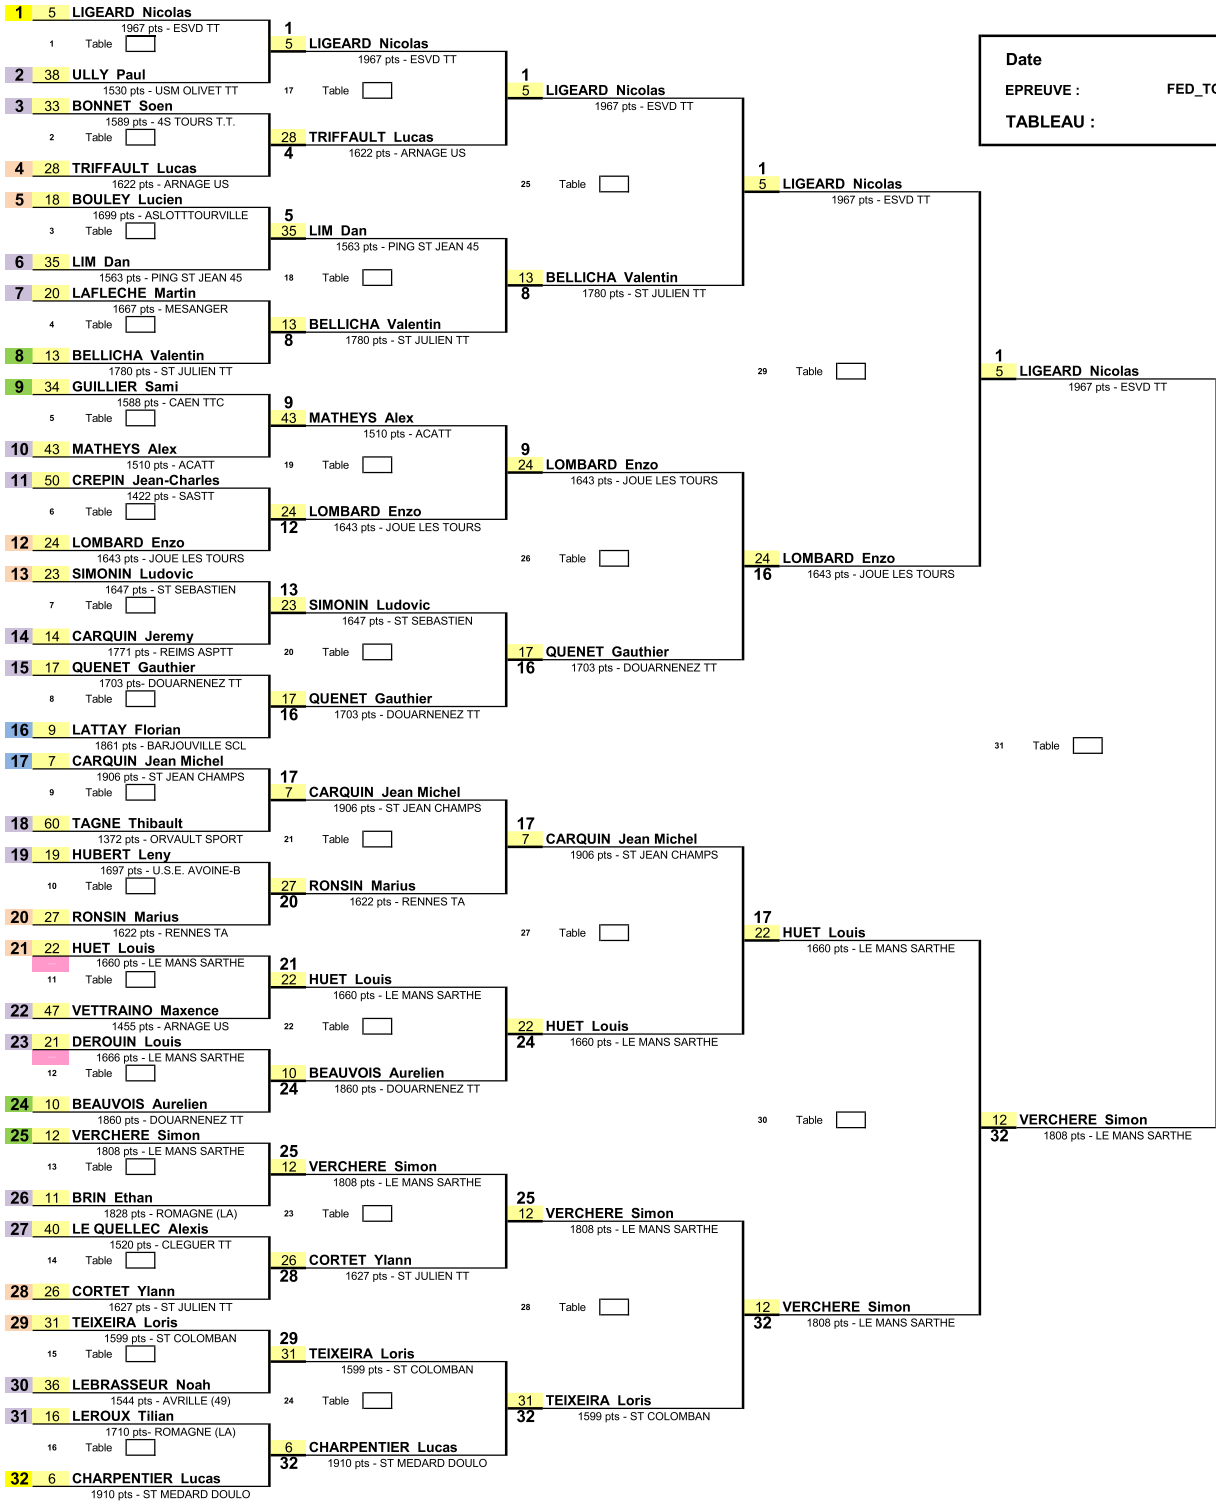 1 5 LIGEARD Nicolas
1967 pts - ESVD TT
1 Table
2 38 ULLY Paul
1530 pts - USM OLIVET TT
3 33 BONNET Soen
1589 pts - 4S TOURS T.T.
2 Table
4 28 TRIFFAULT Lucas
1622 pts - ARNAGE US
5 18 BOULEY Lucien
1699 pts - ASLOTTTOURVILLE
3 Table
6 35 LIM Dan
1563 pts - PING ST JEAN 45
7 20 LAFLECHE Martin
1667 pts - MESANGER
4 Table
8 13 BELLICHA Valentin
1780 pts - ST JULIEN TT
9 34 GUILLIER Sami
1588 pts - CAEN TTC
5 Table
10 43 MATHEYS Alex
1510 pts - ACATT
11 50 CREPIN Jean-Charles
1422 pts - SASTT
6 Table
12 24 LOMBARD Enzo
1643 pts - JOUE LES TOURS
13 23 SIMONIN Ludovic
1647 pts - ST SEBASTIEN
7 Table
14 14 CARQUIN Jeremy
1771 pts - REIMS ASPTT
15 17 QUENET Gauthier
1703 pts- DOUARNENEZ TT
8 Table
16 9 LATTAY Florian
1861 pts - BARJOUVILLE SCL
17 7 CARQUIN Jean Michel
1906 pts - ST JEAN CHAMPS
9 Table
18 60 TAGNE Thibault
1372 pts - ORVAULT SPORT
19 19 HUBERT Leny
1697 pts - U.S.E. AVOINE-B
10 Table
20 27 RONSIN Marius
1622 pts - RENNES TA
21 22 HUET Louis
1660 pts - LE MANS SARTHE
11 Table
22 47 VETTRAINO Maxence
1455 pts - ARNAGE US
23 21 DEROUIN Louis
1666 pts - LE MANS SARTHE
12 Table
24 10 BEAUVOIS Aurelien
1860 pts - DOUARNENEZ TT
25 12 VERCHERE Simon
1808 pts - LE MANS SARTHE
13 Table
26 11 BRIN Ethan
1828 pts - ROMAGNE (LA)
27 40 LE QUELLEC Alexis
1520 pts - CLEGUER TT
14 Table
28 26 CORTET Ylann
1627 pts - ST JULIEN TT
29 31 TEIXEIRA Loris
1599 pts - ST COLOMBAN
15 Table
30 36 LEBRASSEUR Noah
1544 pts - AVRILLE (49)
31 16 LEROUX Tilian
1710 pts- ROMAGNE (LA)
16 Table
32 6 CHARPENTIER Lucas
1910 pts - ST MEDARD DOULO
1
5 LIGEARD Nicolas
1967 pts - ESVD TT
17 Table
28 TRIFFAULT Lucas
4 1622 pts - ARNAGE US
5
35 LIM Dan
1563 pts - PING ST JEAN 45
18 Table
13 BELLICHA Valentin
8 1780 pts - ST JULIEN TT
9
43 MATHEYS Alex
1510 pts - ACATT
19 Table
24 LOMBARD Enzo
12 1643 pts - JOUE LES TOURS
13
23 SIMONIN Ludovic
1647 pts - ST SEBASTIEN
20 Table
17 QUENET Gauthier
16 1703 pts - DOUARNENEZ TT
17
7 CARQUIN Jean Michel
1906 pts - ST JEAN CHAMPS
21 Table
27 RONSIN Marius
20 1622 pts - RENNES TA
21
22 HUET Louis
1660 pts - LE MANS SARTHE
22 Table
10 BEAUVOIS Aurelien
24 1860 pts - DOUARNENEZ TT
25
12 VERCHERE Simon
1808 pts - LE MANS SARTHE
23 Table
26 CORTET Ylann
28 1627 pts - ST JULIEN TT
29
31 TEIXEIRA Loris
1599 pts - ST COLOMBAN
24 Table
6 CHARPENTIER Lucas
32 1910 pts - ST MEDARD DOULO
1
5 LIGEARD Nicolas
1967 pts - ESVD TT
25 Table
13 BELLICHA Valentin
8 1780 pts - ST JULIEN TT
9
24 LOMBARD Enzo
1643 pts - JOUE LES TOURS
26 Table
17 QUENET Gauthier
16 1703 pts - DOUARNENEZ TT
17
7 CARQUIN Jean Michel
1906 pts - ST JEAN CHAMPS
27 Table
22 HUET Louis
24 1660 pts - LE MANS SARTHE
25
12 VERCHERE Simon
1808 pts - LE MANS SARTHE
28 Table
31 TEIXEIRA Loris
32 1599 pts - ST COLOMBAN
1
5 LIGEARD Nicolas
1967 pts - ESVD TT
29 Table
24 LOMBARD Enzo
16 1643 pts - JOUE LES TOURS
17
22 HUET Louis
1660 pts - LE MANS SARTHE
30 Table
12 VERCHERE Simon
32 1808 pts - LE MANS SARTHE
Date
EPREUVE : FED_TO
TABLEAU :
1
5 LIGEARD Nicolas
1967 pts - ESVD TT
31 Table
12 VERCHERE Simon
32 1808 pts - LE MANS SARTHE